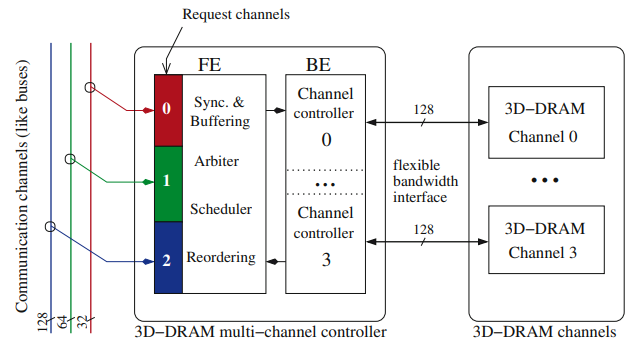 Request channels
Communication channels (like buses)
128
64
32
FE
BE
0
1
2
Sync. &
Buffering
Arbiter
Scheduler
Reordering
Channel
controller
0
...
Channel
controller
3
128
flexible
bandwidth
interface
128
3D−DRAM
Channel 0
...
3D−DRAM
Channel 3
3D−DRAM multi−channel controller
3D−DRAM channels